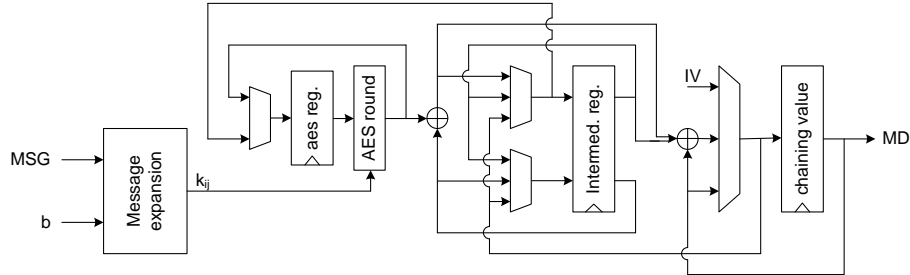 MSG
b
Message
expansion
k_ij
aes reg.
AES round
Intermed. reg.
IV
chaining value
MD